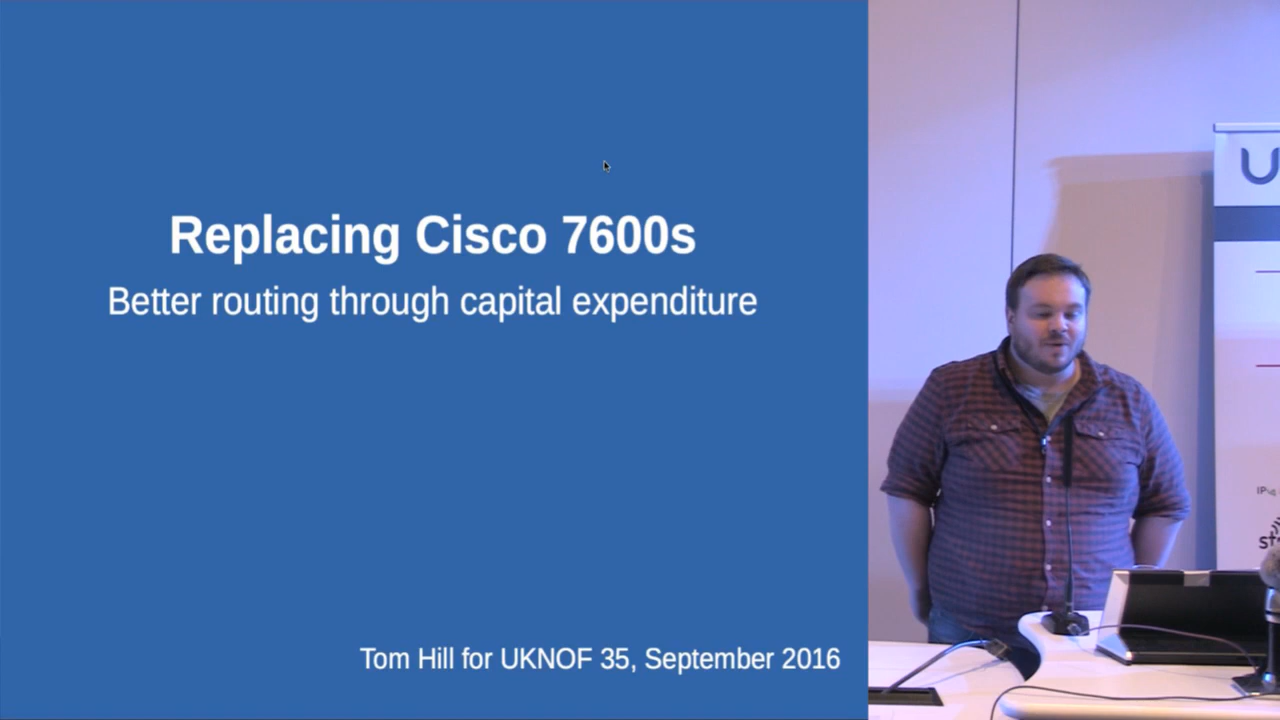 Replacing Cisco 7600s
Better routing through capital expenditure
Tom Hill for UKNOF 35, September 2016
U